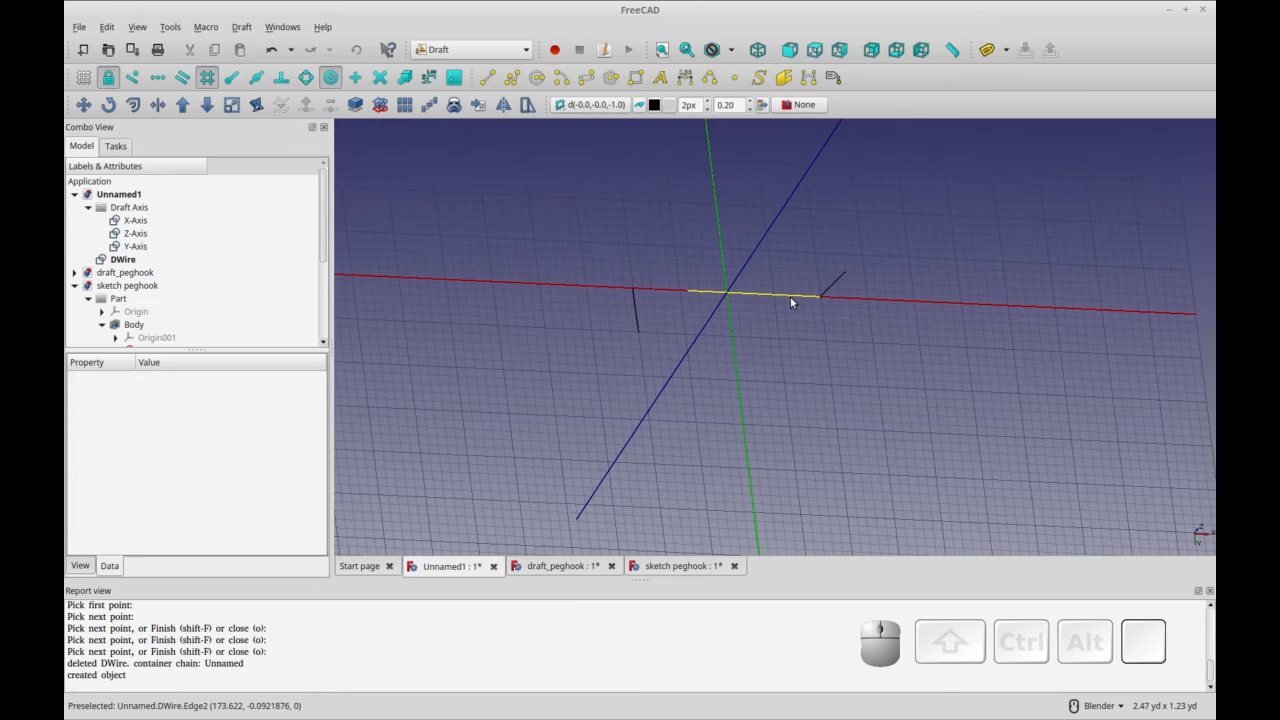 FreeCAD
File Edit View Tools Macro Draft Windows Help
Draft
d(-0.0,-0.0,-1.0) 2px 0.20 None
Combo View
Model Tasks
Labels & Attributes
Application
Unnamed1
Draft Axis
X-Axis
Z-Axis
Y-Axis
DWire
draft_peghook
sketch peghook
Part
Origin
Body
Origin001
Property Value
View Data
Start page Unnamed1 : 1* draft_peghook : 1* sketch peghook : 1*
Report view
Pick first point:
Pick next point:
Pick next point, or Finish (shift-F) or close (o):
Pick next point, or Finish (shift-F) or close (o):
Pick next point, or Finish (shift-F) or close (o):
deleted DWire. container chain: Unnamed
created object
Ctrl Alt
Preselected: Unnamed.DWire.Edge2 (173.622, -0.0921876, 0) Blender 2.47 yd x 1.23 yd